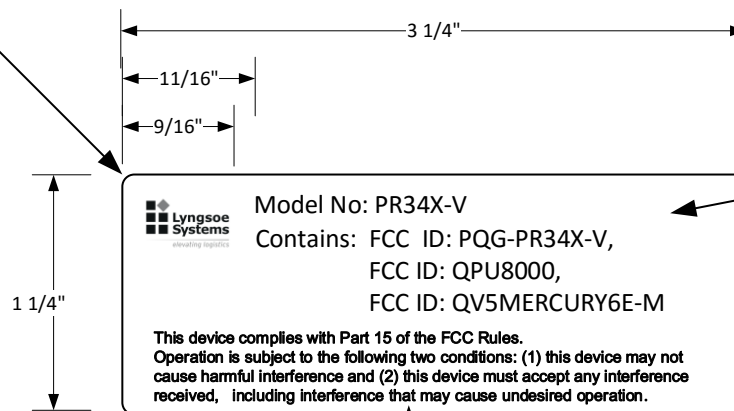 3 1/4"
11/16"
9/16"
Lyngsoe
Systems
elevating logistics
Model No: PR34X-V
Contains: FCC ID: PQG-PR34X-V,
FCC ID: QPU8000,
FCC ID: QV5MERCURY6E-M
1 1/4"
This device complies with Part 15 of the FCC Rules.
Operation is subject to the following two conditions: (1) this device may not
cause harmful interference and (2) this device must accept any interference
received, including interference that may cause undesired operation.